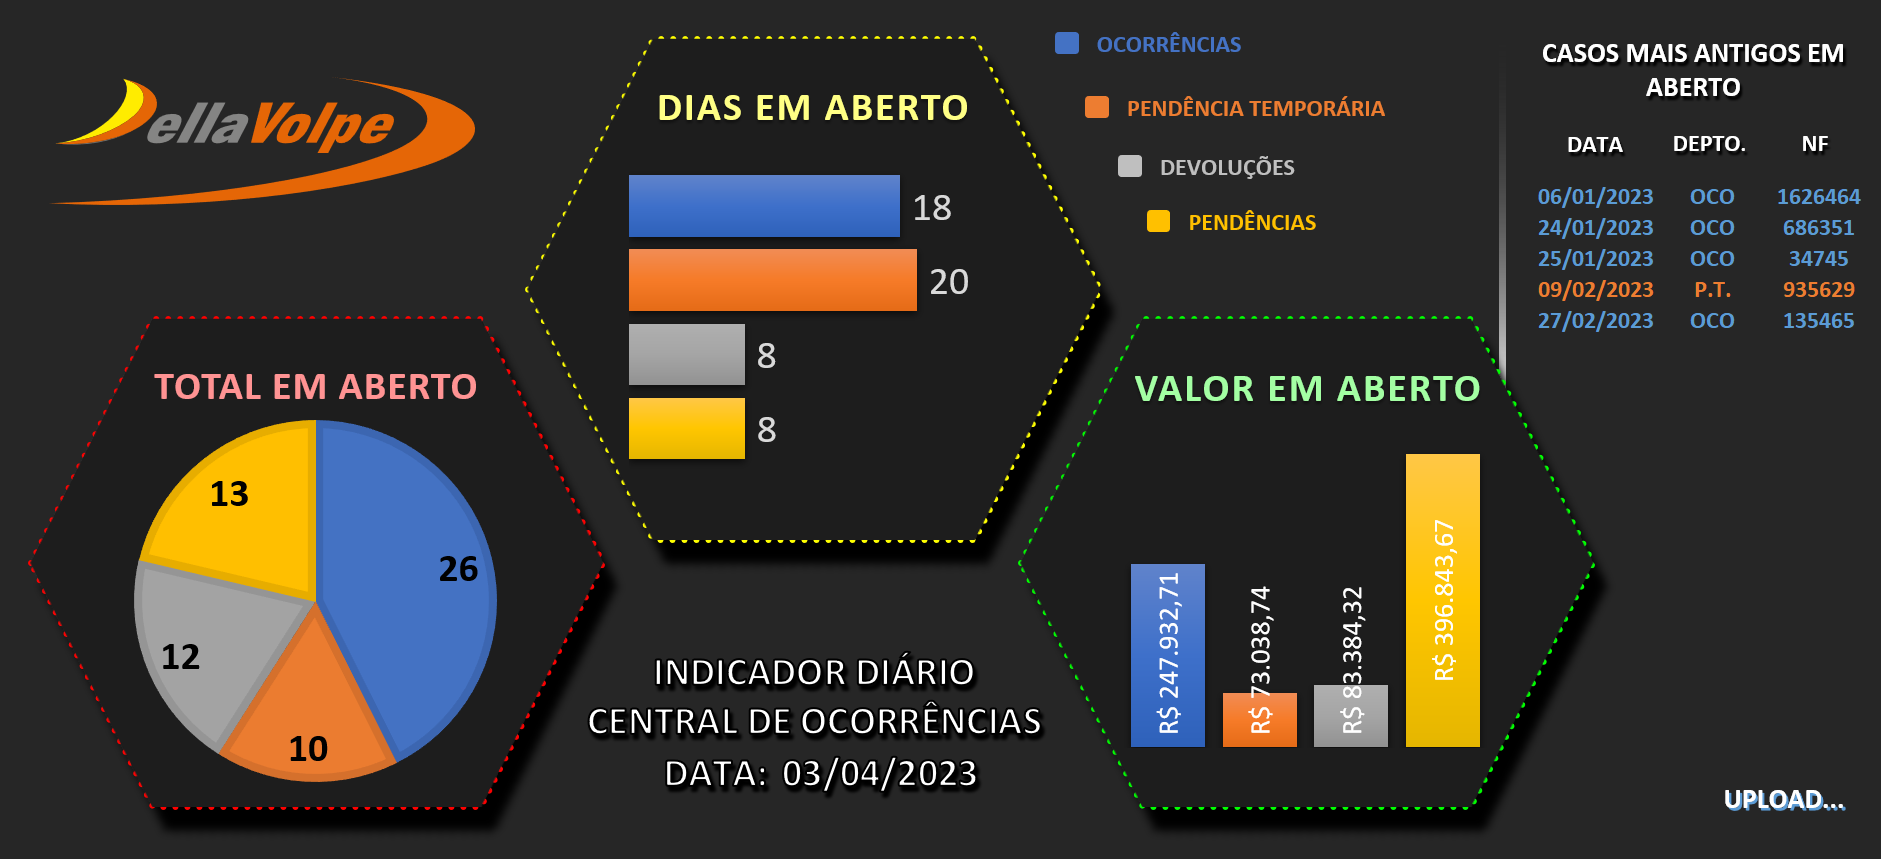 ellaVolpe
DIAS EM ABERTO
18
20
8
8
OCORRÊNCIAS
PENDÊNCIA TEMPORÁRIA
DEVOLUÇÕES
PENDÊNCIAS
CASOS MAIS ANTIGOS EM
ABERTO
DATA DEPTO. NF
06/01/2023 OCO 1626464
24/01/2023 OCO 686351
25/01/2023 OCO 34745
09/02/2023 P.T. 935629
27/02/2023 OCO 135465
TOTAL EM ABERTO
13
26
12
10
VALOR EM ABERTO
R$ 247.932,71
R$ 73.038,74
R$ 83.384,32
R$ 396.843,67
INDICADOR DIÁRIO
CENTRAL DE OCORRÊNCIAS
DATA: 03/04/2023
UPLOAD...